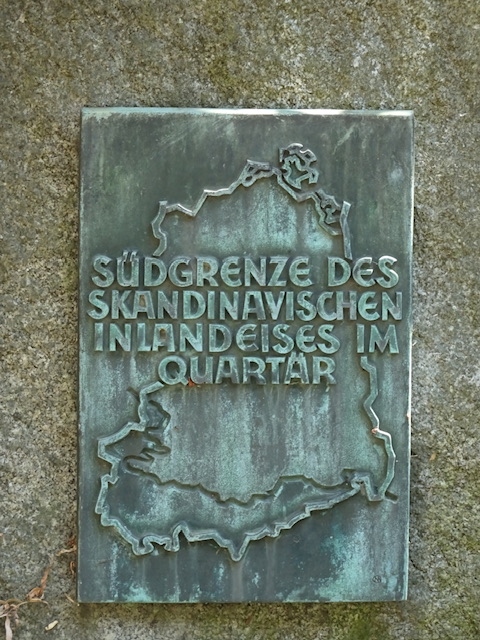 SÜDGRENZE DES
SKANDINAVISCHEN
INLANDEISES IM
QUARTÄR